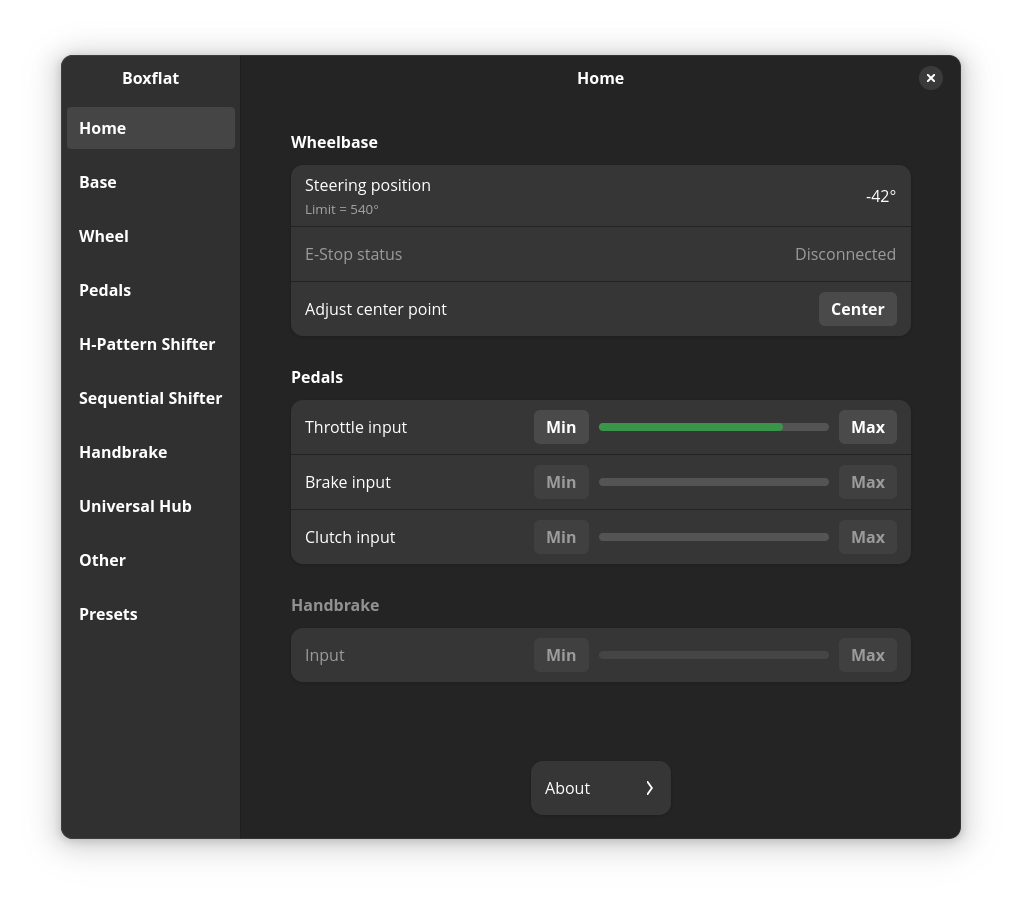 Boxflat
Home
Base
Wheel
Pedals
H-Pattern Shifter
Sequential Shifter
Handbrake
Universal Hub
Other
Presets
Home
Wheelbase
Steering position
Limit = 540°
-42°
E-Stop status
Disconnected
Adjust center point
Center
Pedals
Throttle input
Min
Max
Brake input
Min
Max
Clutch input
Min
Max
Handbrake
Input
Min
Max
About